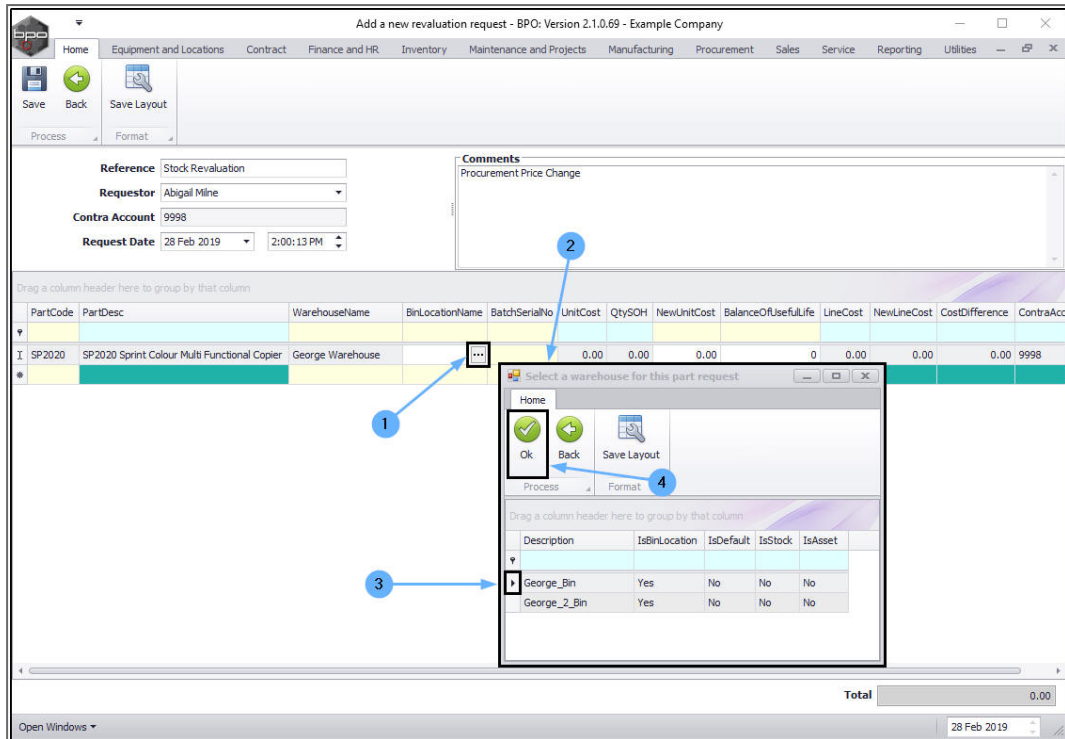 bpo
Add a new revaluation request - BPO: Version 2.1.0.69 - Example Company
Home Equipment and Locations Contract Finance and HR Inventory Maintenance and Projects Manufacturing Procurement Sales Service Reporting Utilities
Save Back Save Layout
Process Format
Reference Stock Revaluation
Requestor Abigail Milne
Contra Account 9998
Request Date 28 Feb 2019 2:00:13 PM
Comments
Procurement Price Change
2
Drag a column header here to group by that column
PartCode PartDesc WarehouseName BinLocationName BatchSerialNo UnitCost QtySOH NewUnitCost BalanceOfUsefulLife LineCost NewLineCost CostDifference ContraAcc
SP2020 SP2020 Sprint Colour Multi Functional Copier George Warehouse ... 0.00 0.00 0.00 0 0.00 0.00 0.00 9998
1
Select a warehouse for this part request
Home
Ok Back Save Layout
4
Process Format
Drag a column header here to group by that column
Description IsBinLocation IsDefault IsStock IsAsset
3
George_Bin Yes No No No
George_2_Bin Yes No No No
Total 0.00
Open Windows 28 Feb 2019